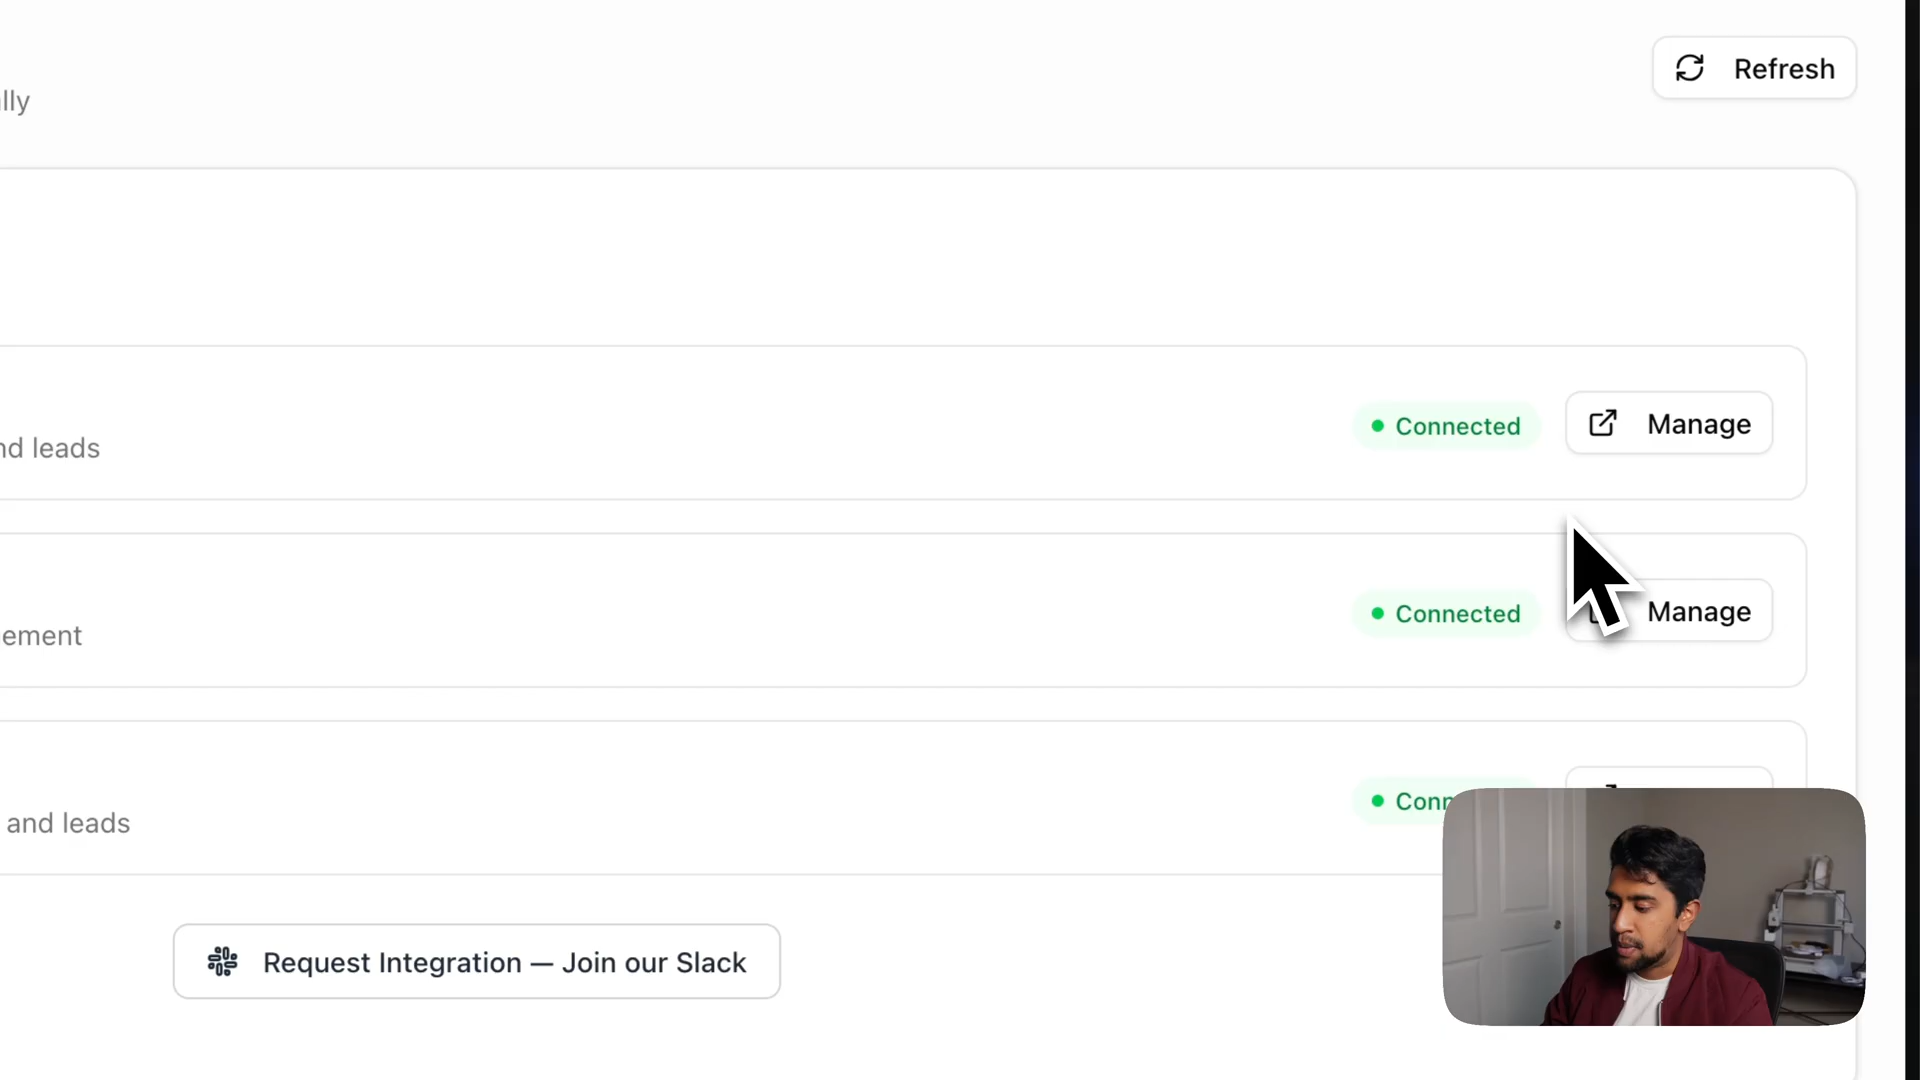 Refresh
lly
Connected
Manage
nd leads
Connected
Manage
ement
and leads
Request Integration — Join our Slack